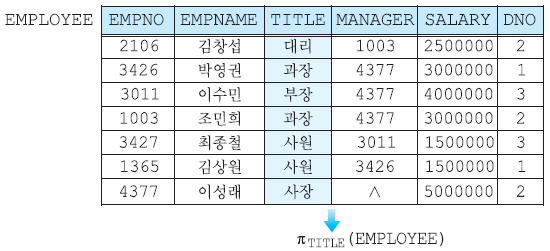 EMPLOYEE EMPNO EMPNAME TITLE MANAGER SALARY DNO
2106 김창섭 대리 1003 2500000 2
3426 박영권 과장 4377 3000000 1
3011 이수민 부장 4377 4000000 3
1003 조민희 과장 4377 3000000 2
3427 최종철 사원 3011 1500000 3
1365 김상원 사원 3426 1500000 1
4377 이성래 사장 ∧ 5000000 2
πTITLE(EMPLOYEE)